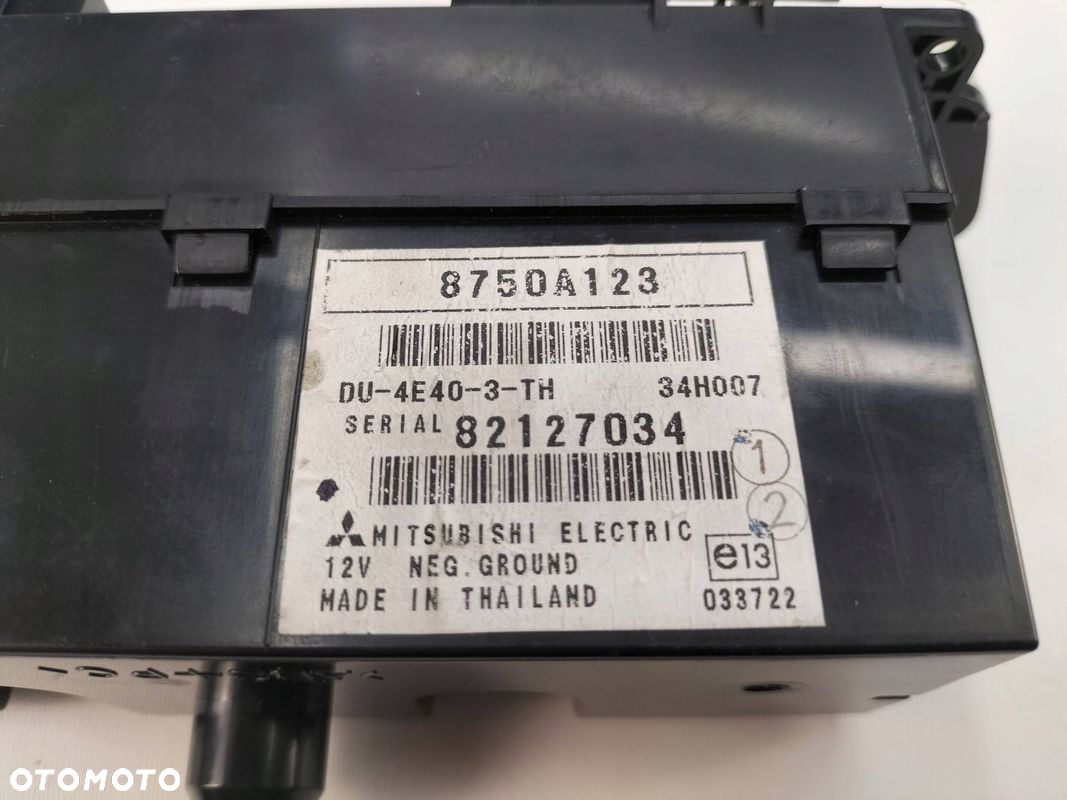 8750A123
DU-4E40-3-TH 34H007
SERIAL 82127034
1
2
MITSUBISHI ELECTRIC
12V NEG.GROUND e13
MADE IN THAILAND 033722
OTOMOTO